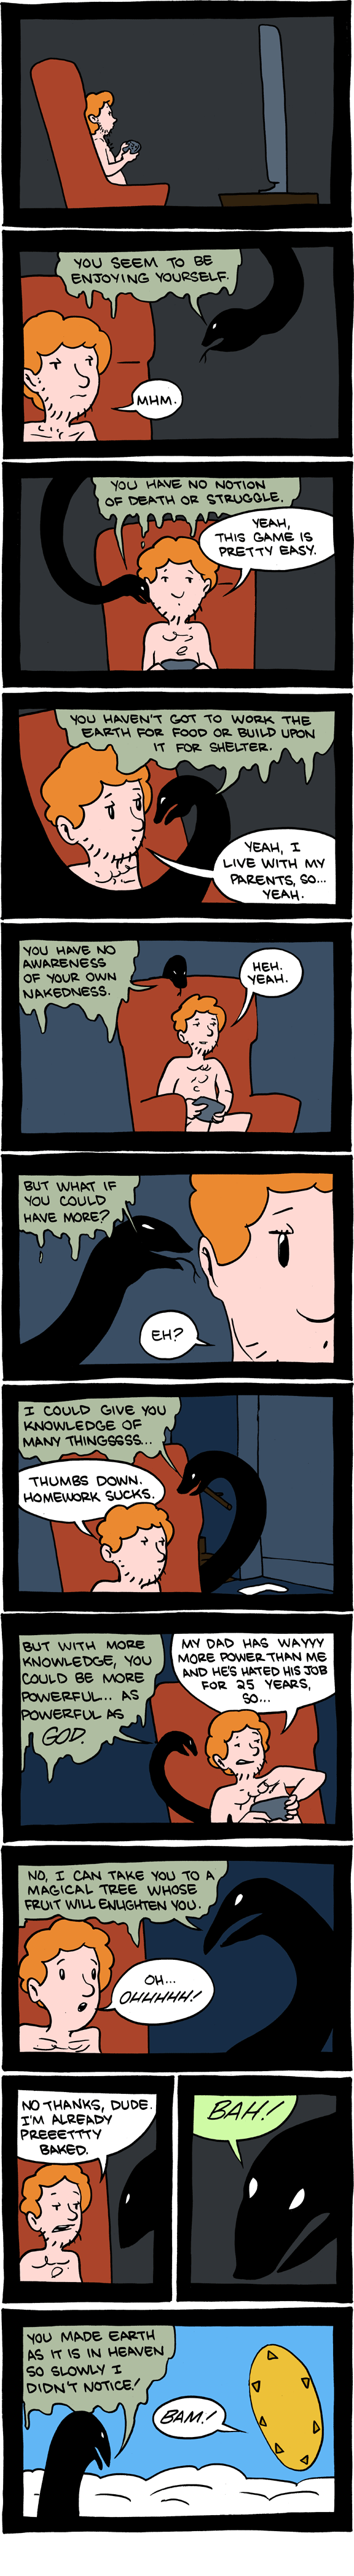 YOU SEEM TO BE
ENJOYING YOURSELF.
MHM.
YOU HAVE NO NOTION
OF DEATH OR STRUGGLE.
YEAH,
THIS GAME IS
PRETTY EASY.
YOU HAVEN'T GOT TO WORK THE
EARTH FOR FOOD OR BUILD UPON
IT FOR SHELTER.
YEAH, I
LIVE WITH MY
PARENTS, SO...
YEAH.
YOU HAVE NO
AWARENESS
OF YOUR OWN
NAKEDNESS.
HEH.
YEAH.
BUT WHAT IF
YOU COULD
HAVE MORE?
EH?
I COULD GIVE YOU
KNOWLEDGE OF
MANY THINGSSSS...
THUMBS DOWN.
HOMEWORK SUCKS.
BUT WITH MORE
KNOWLEDGE, YOU
COULD BE MORE
POWERFUL... AS
POWERFUL AS
GOD.
MY DAD HAS WAYYY
MORE POWER THAN ME
AND HE'S HATED HIS JOB
FOR 25 YEARS,
SO...
NO, I CAN TAKE YOU TO A
MAGICAL TREE WHOSE
FRUIT WILL ENLIGHTEN YOU.
OH...
OHHHHH!
NO THANKS, DUDE.
I'M ALREADY
PREEETTTY
BAKED.
BAH!
YOU MADE EARTH
AS IT IS IN HEAVEN
SO SLOWLY I
DIDN'T NOTICE!
BAM!